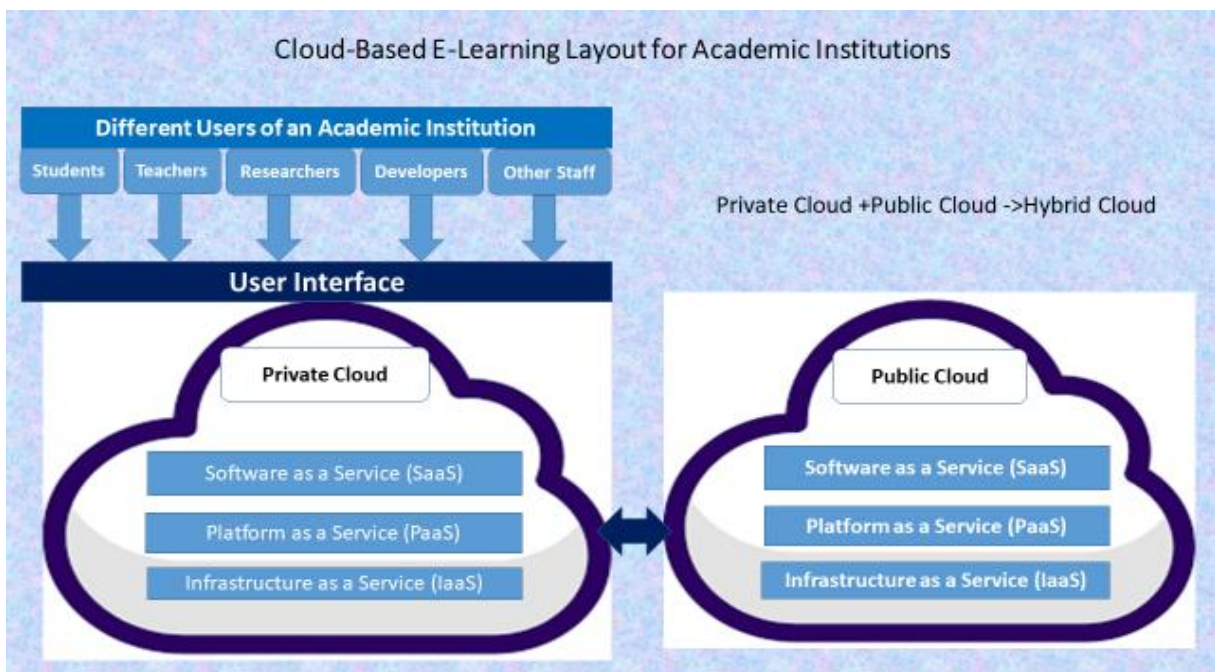 Cloud-Based E-Learning Layout for Academic Institutions
Different Users of an Academic Institution
Students
Teachers
Researchers
Developers
Other Staff
Private Cloud +Public Cloud ->Hybrid Cloud
User Interface
Private Cloud
Software as a Service (SaaS)
Platform as a Service (PaaS)
Infrastructure as a Service (IaaS)
Public Cloud
Software as a Service (SaaS)
Platform as a Service (PaaS)
Infrastructure as a Service (IaaS)